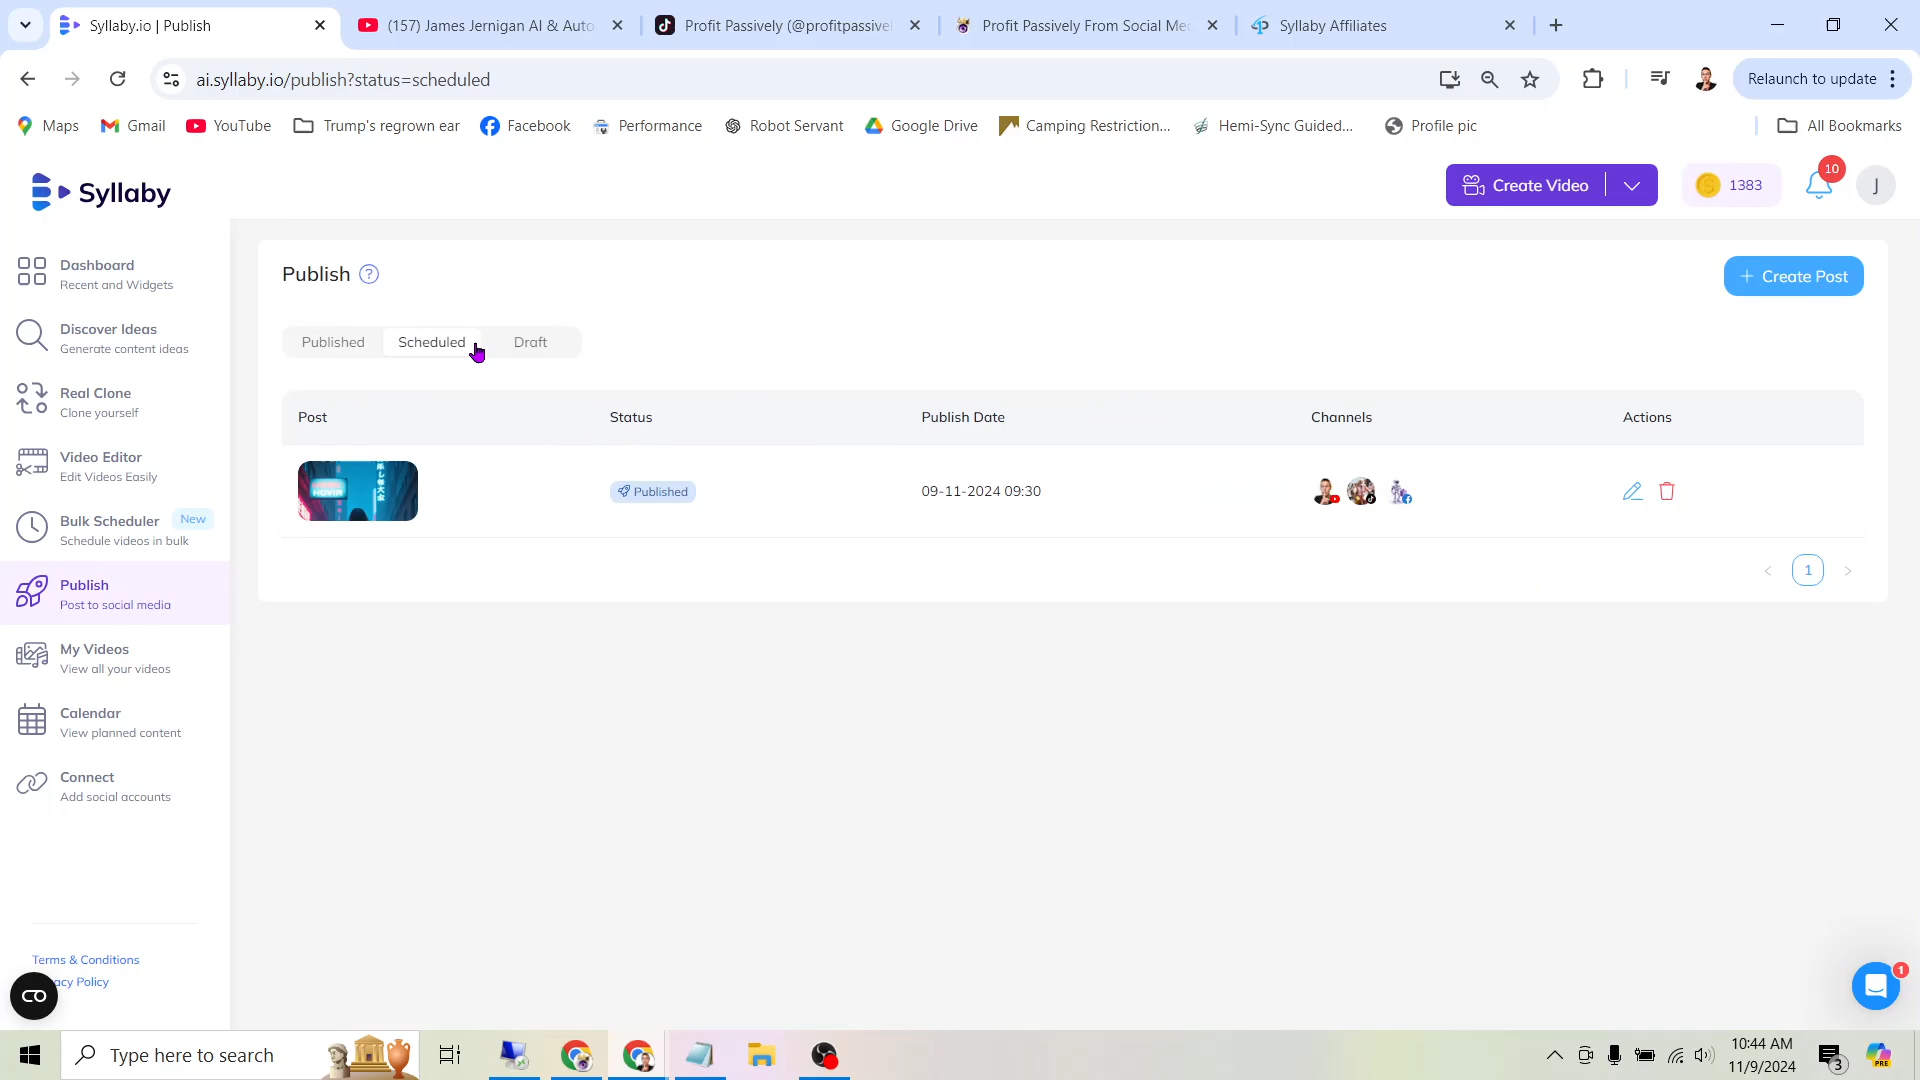 Syllaby.io | Publish
(157) James Jernigan AI & Auto
Profit Passively (@profitpassivel
Profit Passively From Social Mec
Syllaby Affiliates
ai.syllaby.io/publish?status=scheduled
Relaunch to update
Maps
Gmail
YouTube
Trump's regrown ear
Facebook
Performance
Robot Servant
Google Drive
Camping Restriction...
Hemi-Sync Guided...
Profile pic
All Bookmarks
Syllaby
Create Video
1383
10
J
Dashboard
Recent and Widgets
Discover Ideas
Generate content ideas
Real Clone
Clone yourself
Video Editor
Edit Videos Easily
Bulk Scheduler New
Schedule videos in bulk
Publish
Post to social media
My Videos
View all your videos
Calendar
View planned content
Connect
Add social accounts
Terms & Conditions
acy Policy
Publish ?
+ Create Post
Published Scheduled Draft
Post Status Publish Date Channels Actions
Published 09-11-2024 09:30
< 1 >
1
Type here to search
10:44 AM
11/9/2024
3
PRE